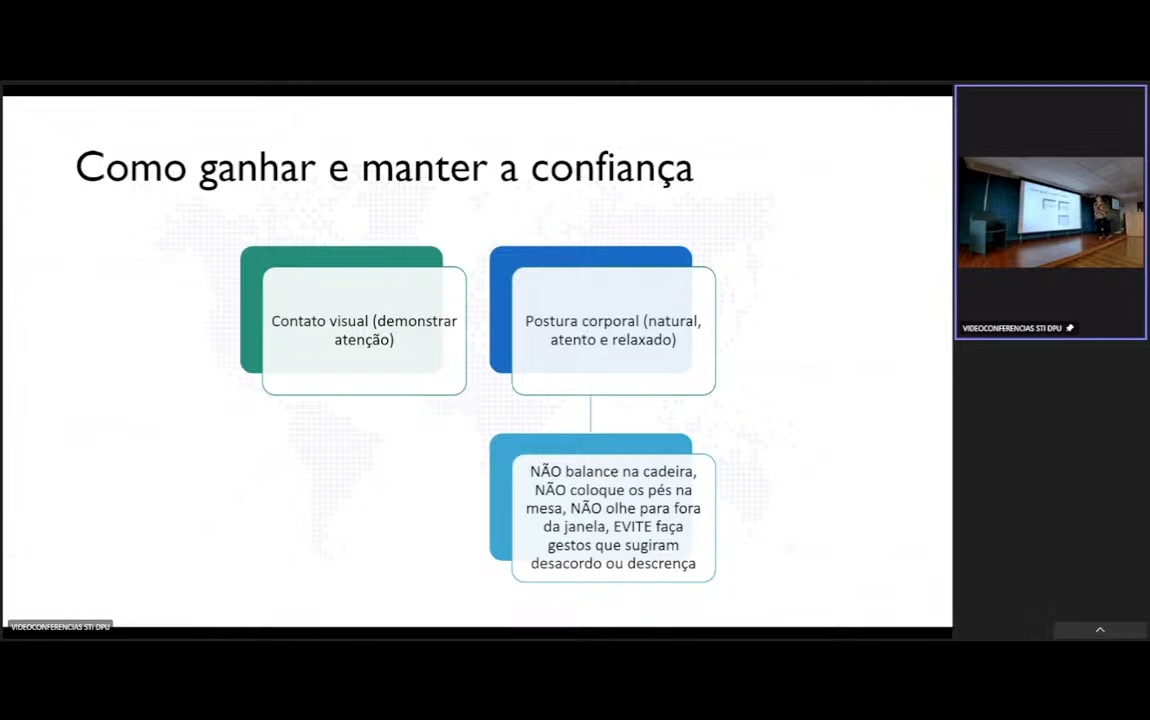 Como ganhar e manter a confiança
Contato visual (demonstrar
atenção)
Postura corporal (natural,
atento e relaxado)
NÃO balance na cadeira,
NÃO coloque os pés na
mesa, NÃO olhe para fora
da janela, EVITE faça
gestos que sugiram
desacordo ou descrença
VIDEOCONFERENCIAS STI DPU
VIDEOCONFERENCIAS STI DPU